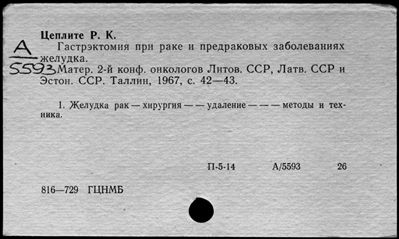 Цеплите Р. К.
А Гастрэктомия при раке и предраковых заболеваниях
желудка.
5593 Матер. 2-й конф. онкологов Литов. ССР, Латв. ССР и
Эстон. ССР. Таллин, 1967, с. 42—43.
1. Желудка рак — хирургия — — удаление — — — методы и тех-
ника.
П-5-14 А/5593 26
816—729 ГЦНМБ